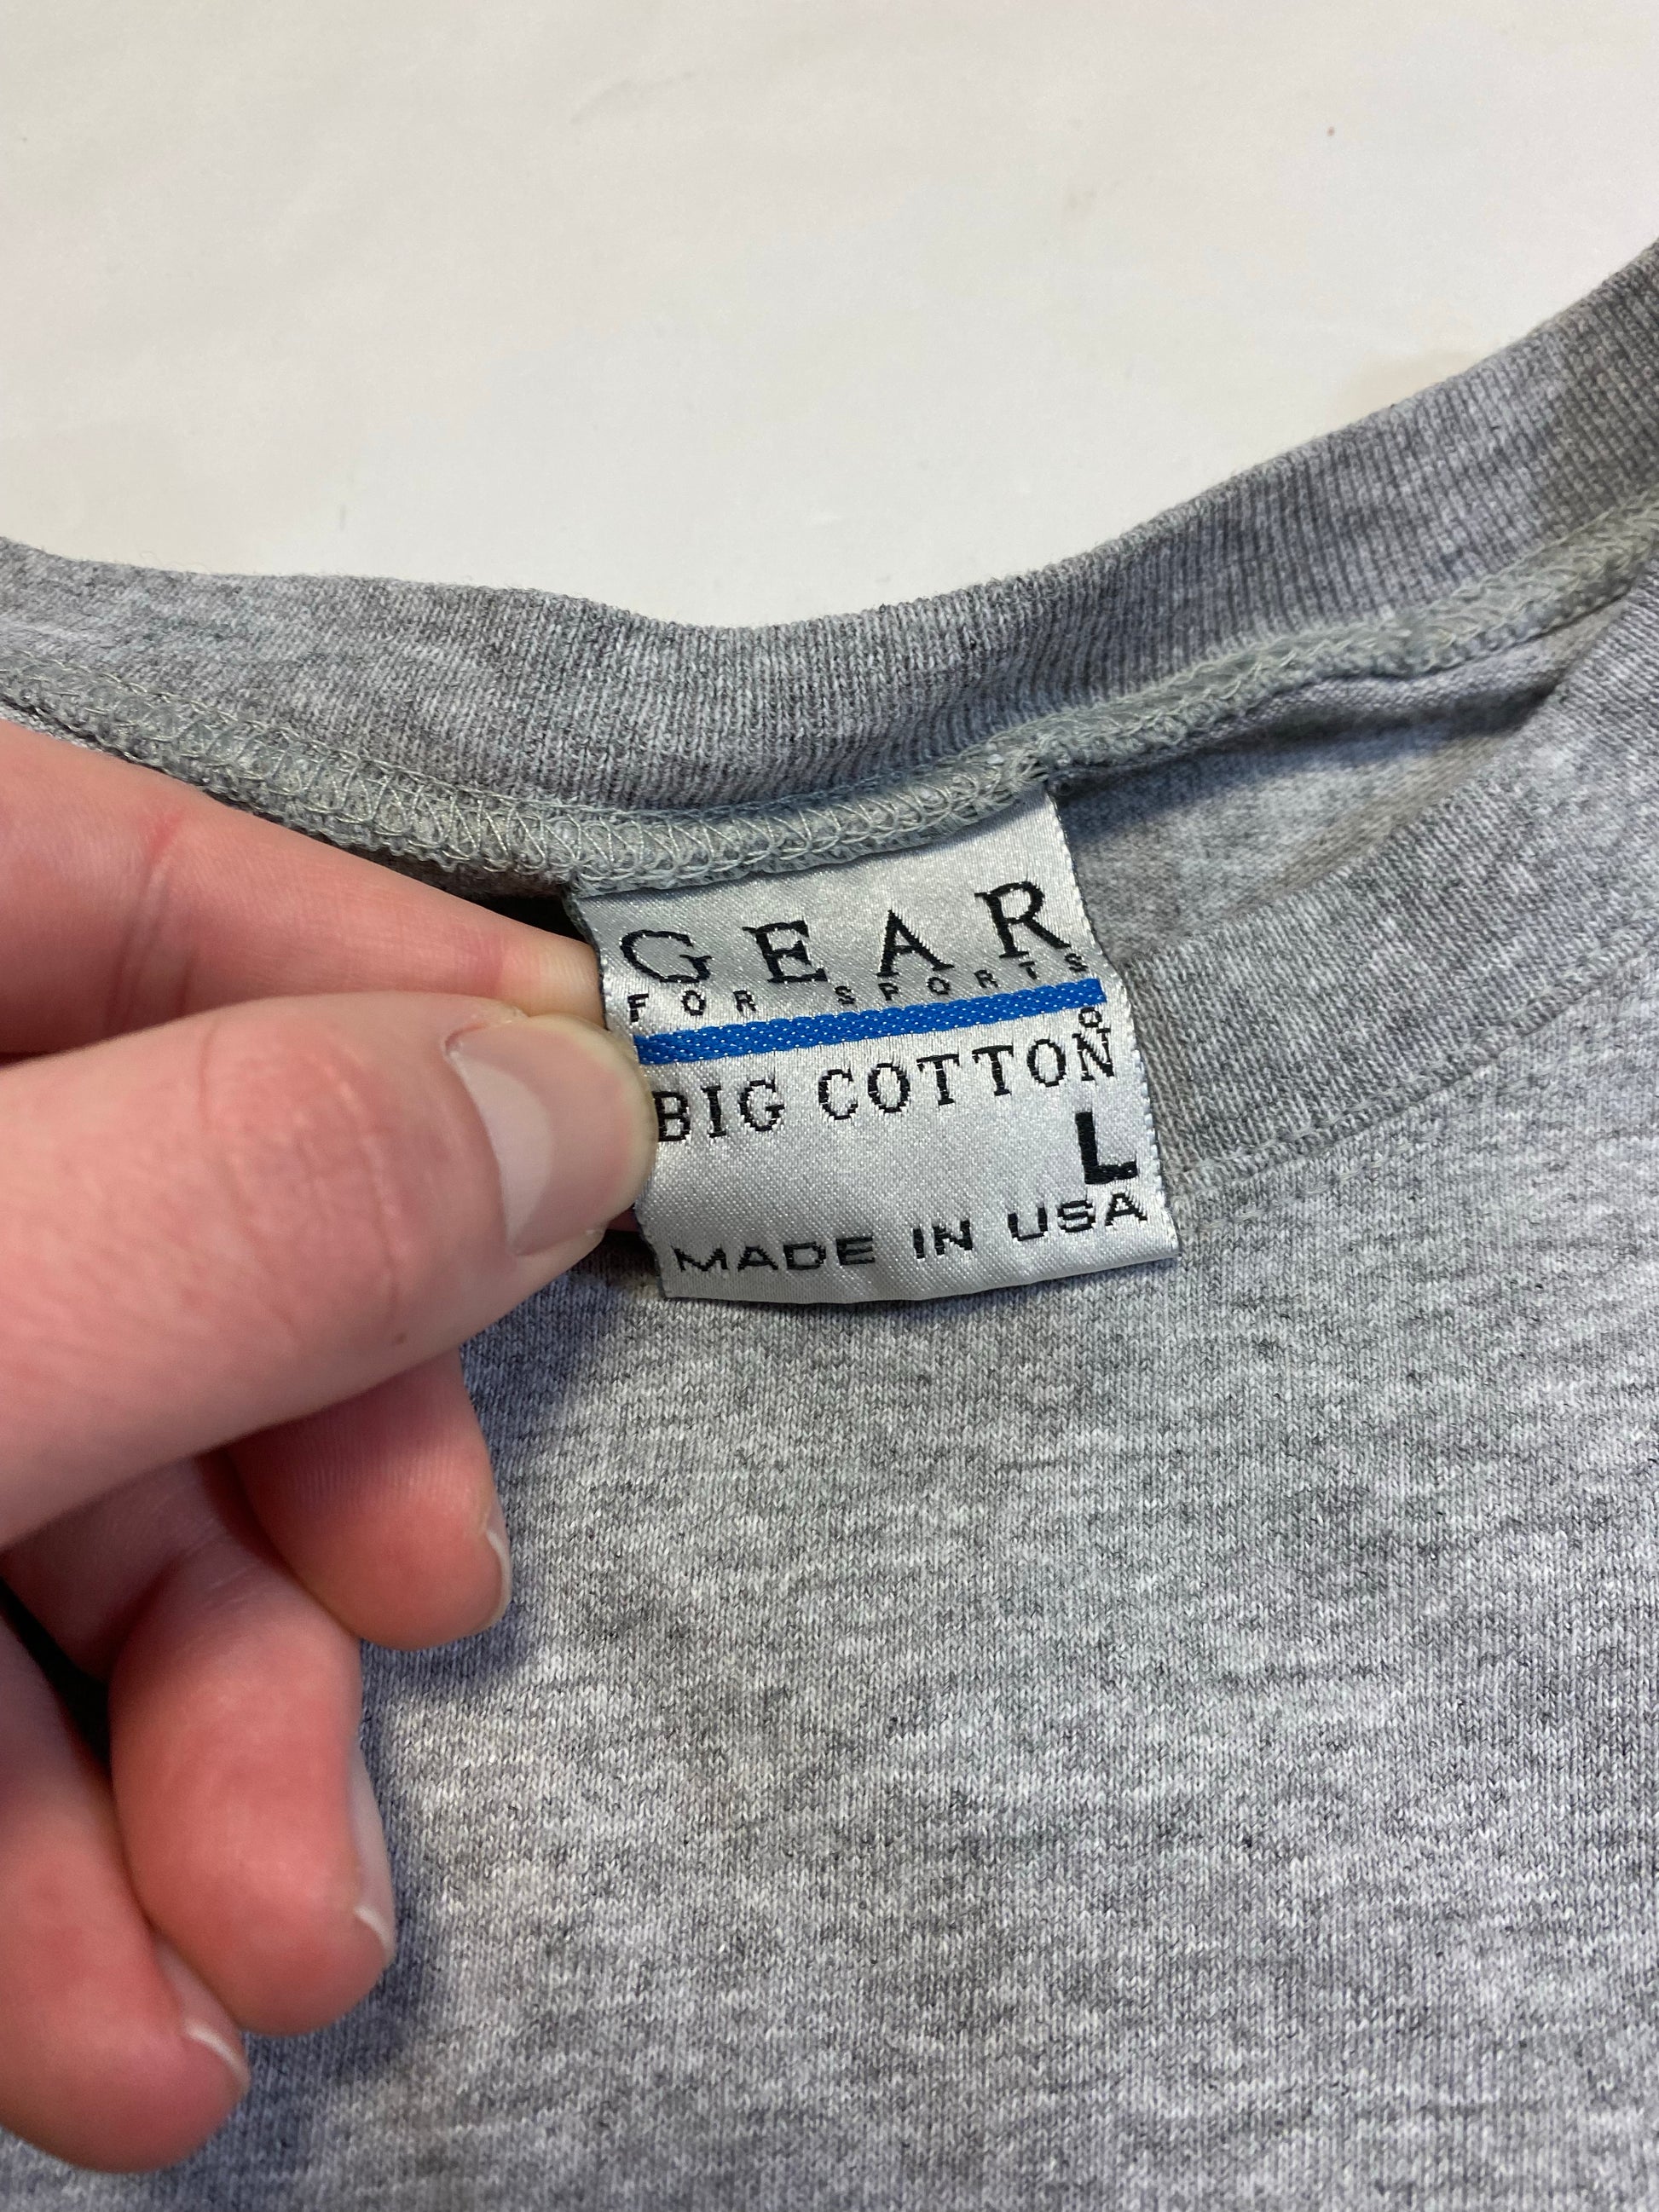 GEAR
FOR SPORTS
BIG COTTON®
L
MADE IN USA